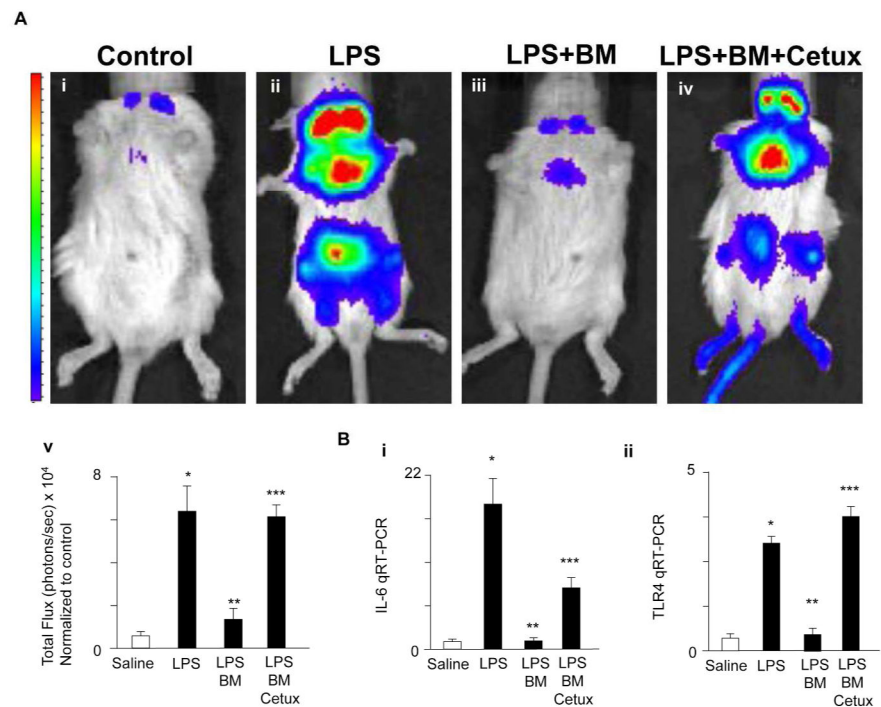 A
Control
LPS
LPS+BM
LPS+BM+Cetux
i
ii
iii
iv
v
Total Flux (photons/sec) x 10⁴
Normalized to control
8
0
*
**
***
Saline
LPS
LPS
BM
LPS
BM
Cetux
B
i
IL-6 qRT-PCR
22
0
*
**
***
Saline
LPS
LPS
BM
LPS
BM
Cetux
ii
TLR4 qRT-PCR
5
0
*
**
***
Saline
LPS
LPS
BM
LPS
BM
Cetux